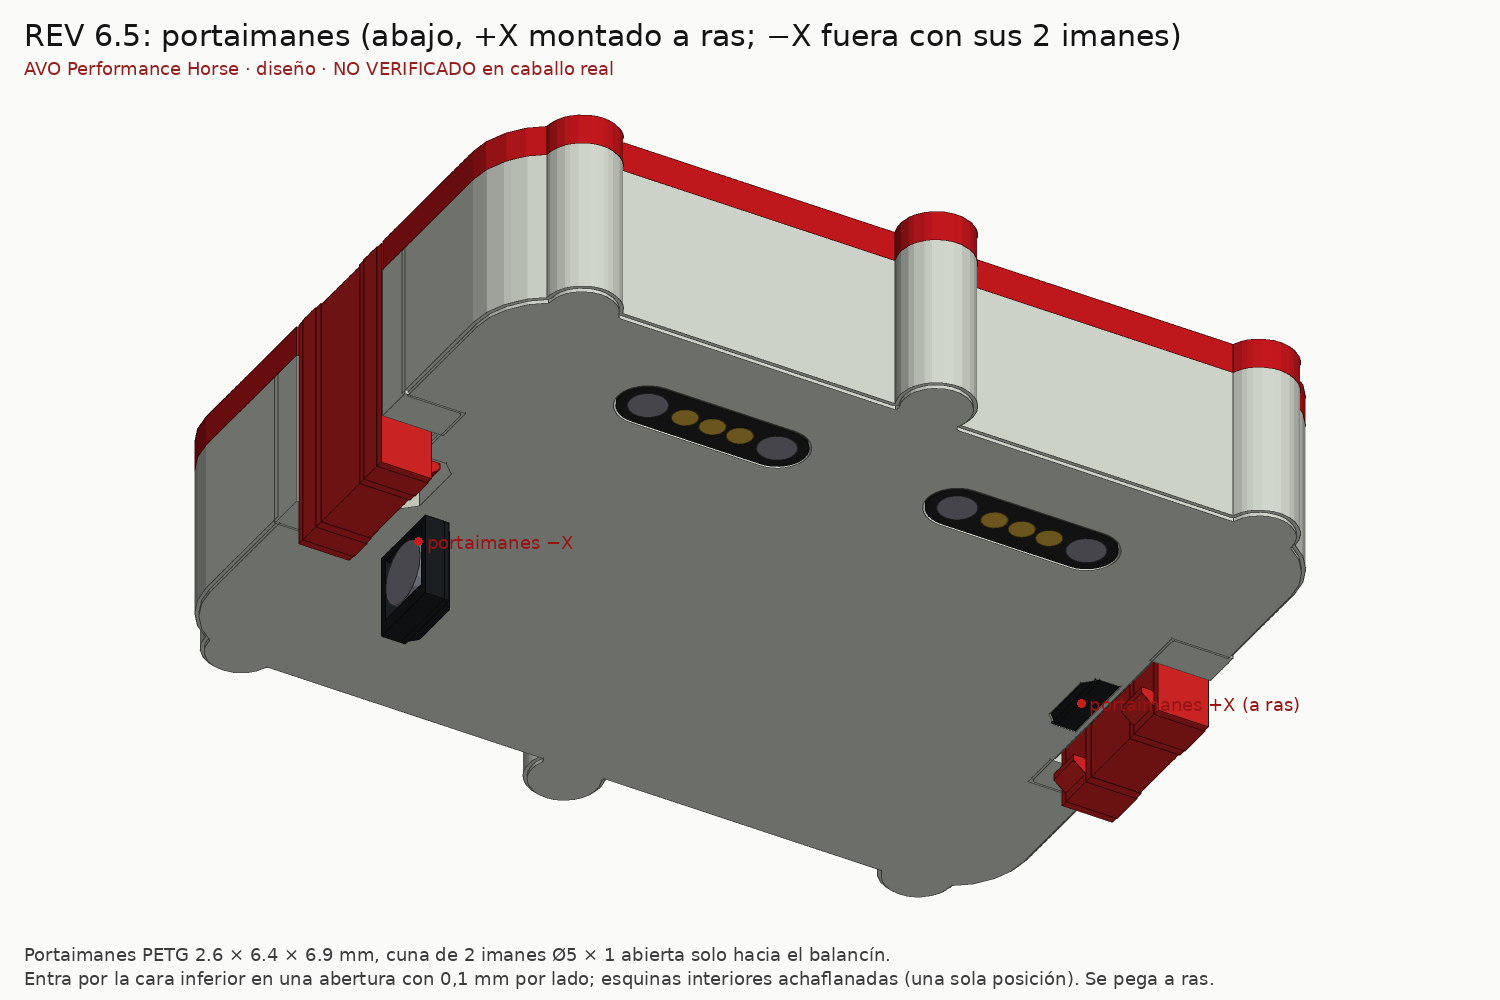 REV 6.5: portaimanes (abajo, +X montado a ras; −X fuera con sus 2 imanes)
AVO Performance Horse · diseño · NO VERIFICADO en caballo real
portaimanes −X
portaimanes +X (a ras)
Portaimanes PETG 2.6 × 6.4 × 6.9 mm, cuna de 2 imanes Ø5 × 1 abierta solo hacia el balancín.
Entra por la cara inferior en una abertura con 0,1 mm por lado; esquinas interiores achaflanadas (una sola posición). Se pega a ras.